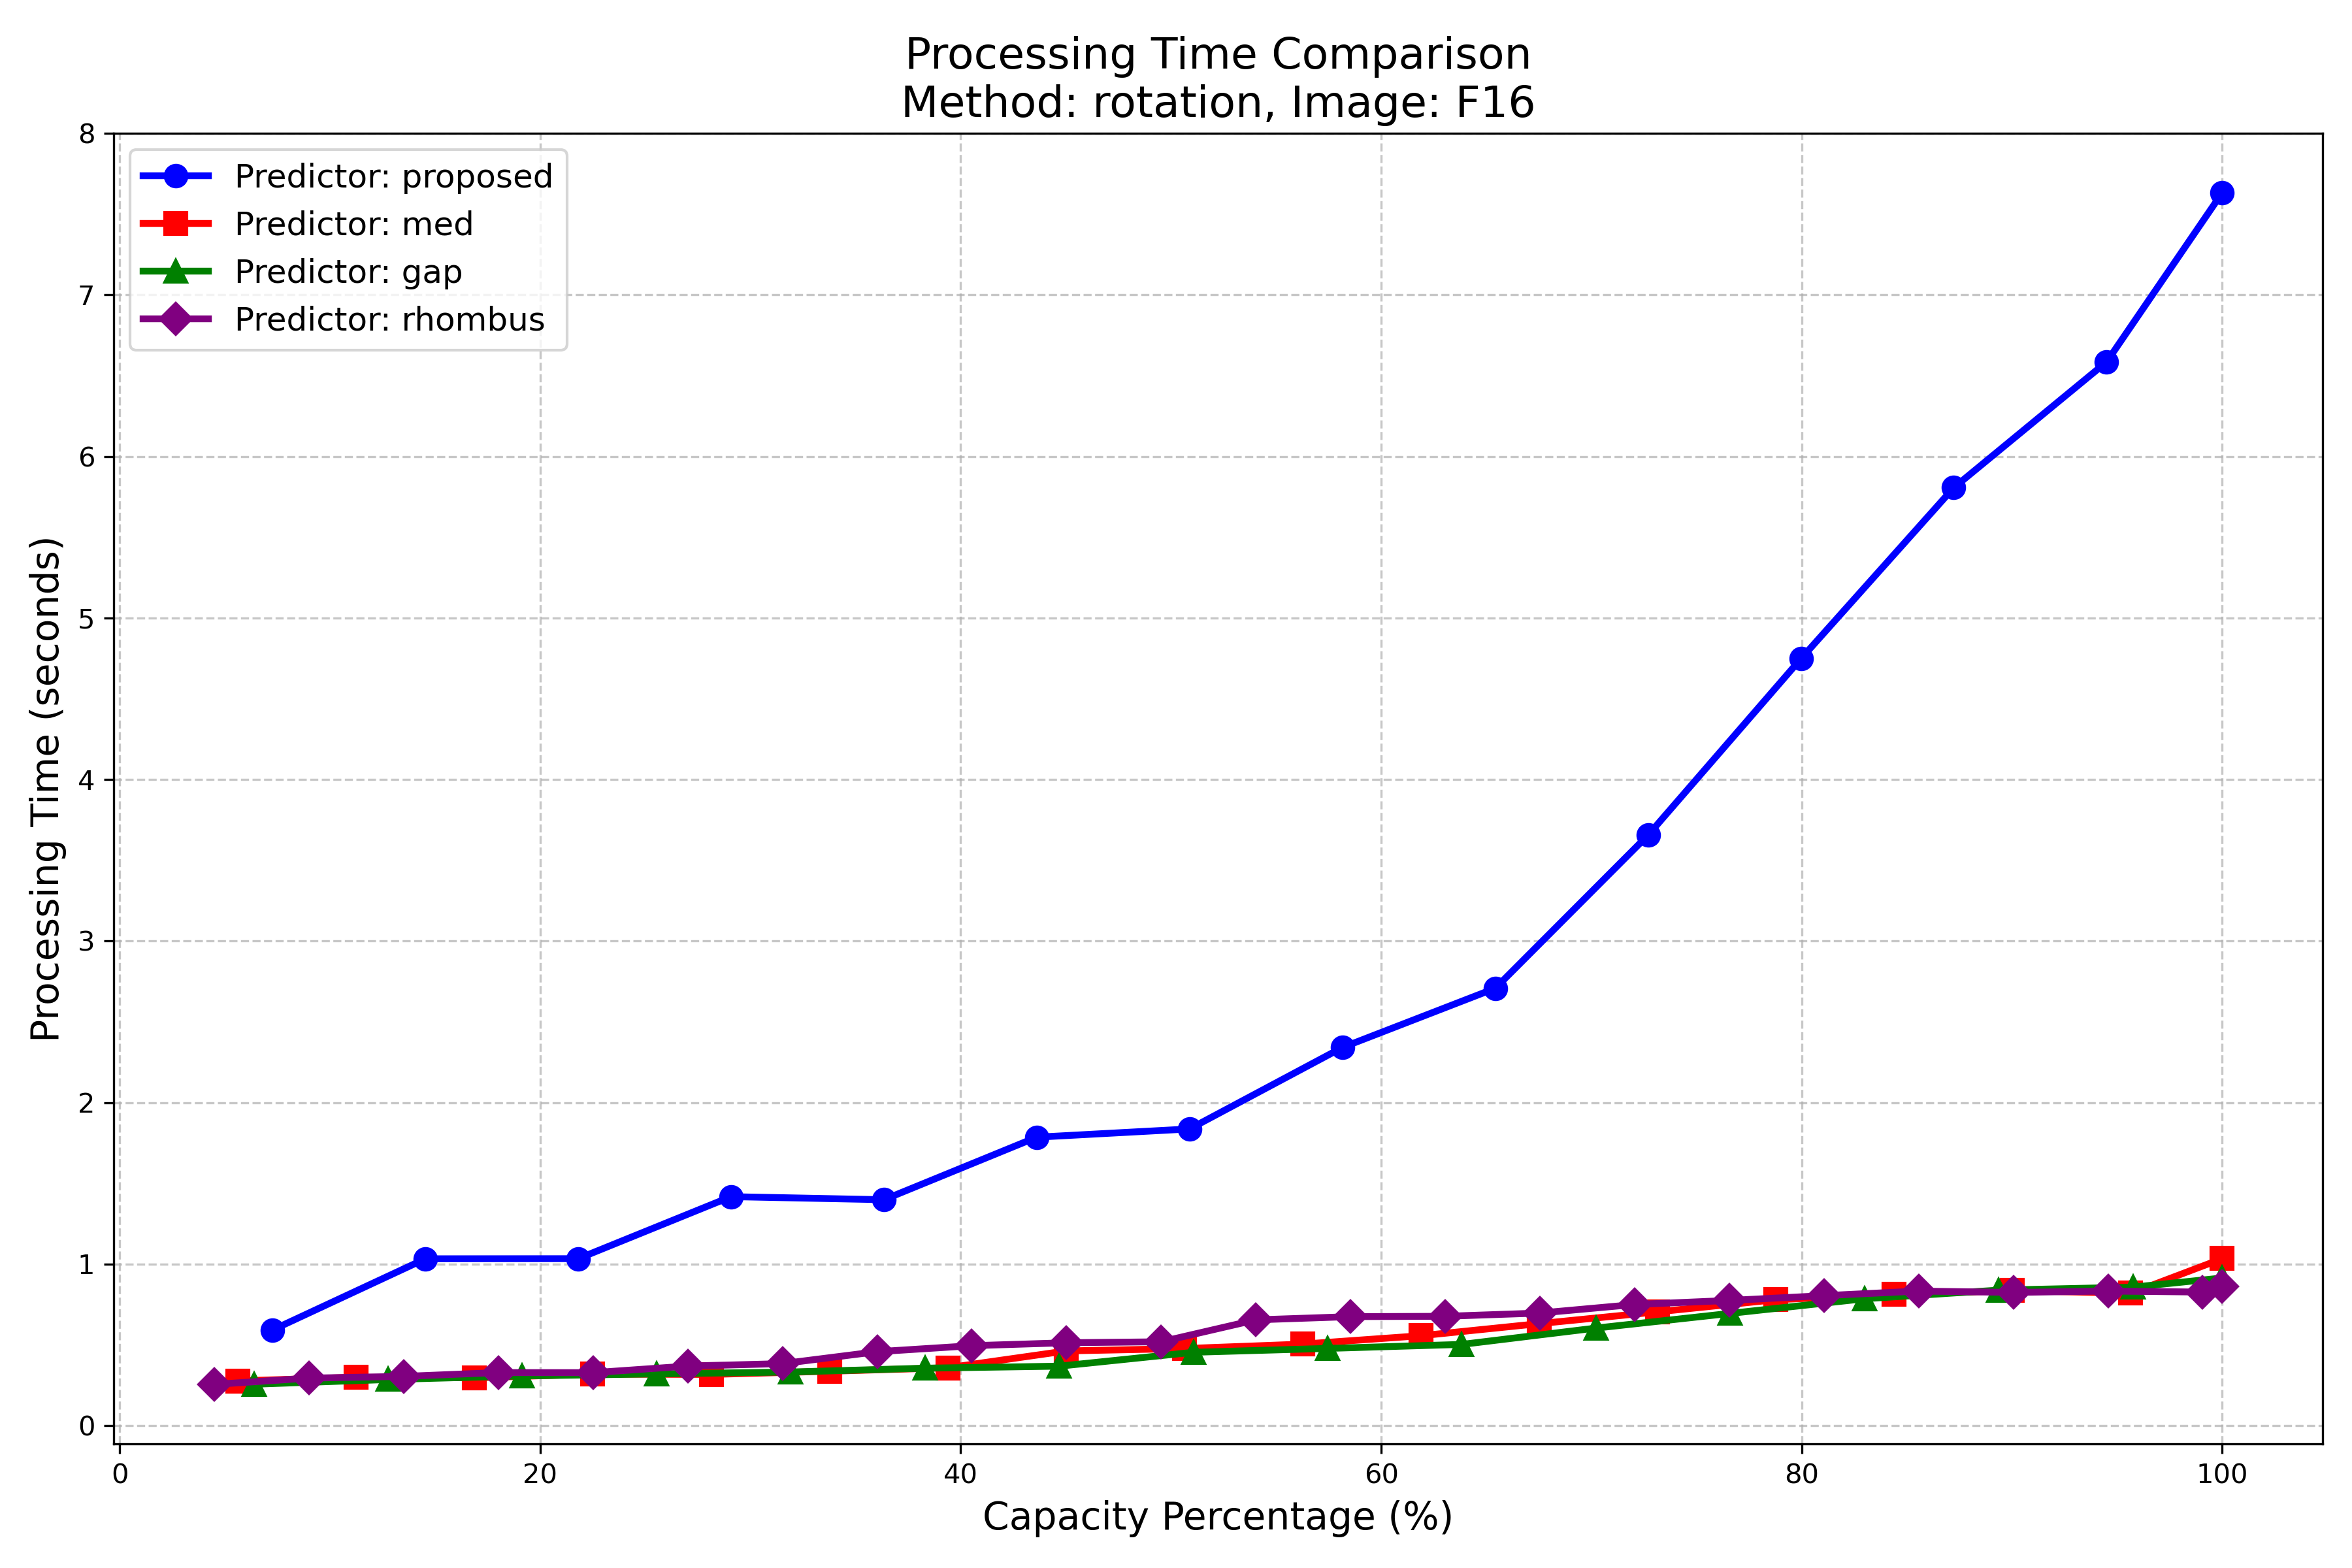 Processing Time Comparison
Method: rotation, Image: F16
Predictor: proposed
Predictor: med
Predictor: gap
Predictor: rhombus
Processing Time (seconds)
8
7
6
5
4
3
2
1
0
0 20 40 60 80 100
Capacity Percentage (%)